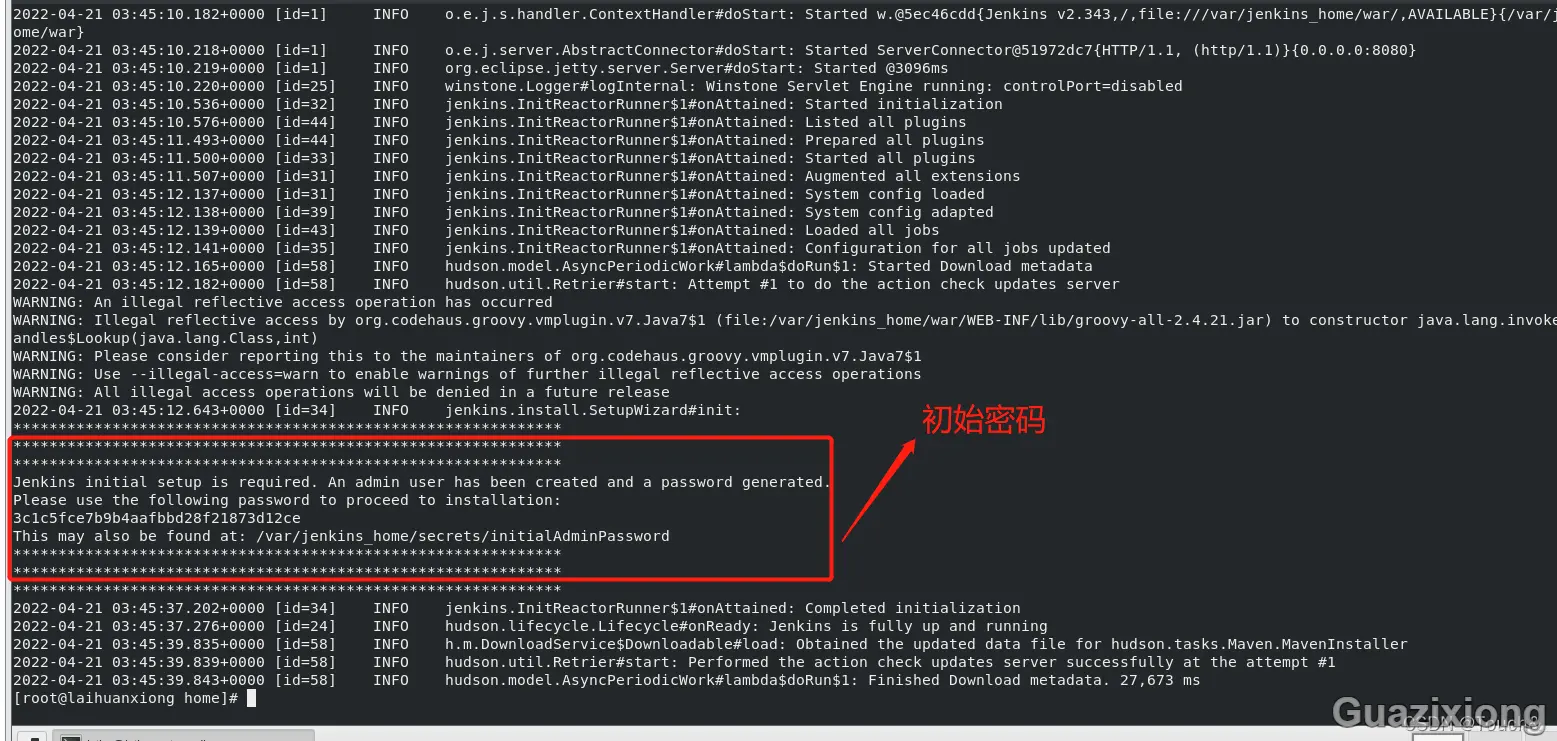 2022-04-21 03:45:10.182+0000 [id=1] INFO o.e.j.s.handler.ContextHandler#doStart: Started w.@5ec46cdd{Jenkins v2.343,/,file:///var/jenkins_home/war/,AVAILABLE}{/var/j
ome/war}
2022-04-21 03:45:10.218+0000 [id=1] INFO o.e.j.server.AbstractConnector#doStart: Started ServerConnector@51972dc7{HTTP/1.1, (http/1.1)}{0.0.0.0:8080}
2022-04-21 03:45:10.219+0000 [id=1] INFO org.eclipse.jetty.server.Server#doStart: Started @3096ms
2022-04-21 03:45:10.220+0000 [id=25] INFO winstone.Logger#logInternal: Winstone Servlet Engine running: controlPort=disabled
2022-04-21 03:45:10.536+0000 [id=32] INFO jenkins.InitReactorRunner$1#onAttained: Started initialization
2022-04-21 03:45:10.576+0000 [id=44] INFO jenkins.InitReactorRunner$1#onAttained: Listed all plugins
2022-04-21 03:45:11.493+0000 [id=44] INFO jenkins.InitReactorRunner$1#onAttained: Prepared all plugins
2022-04-21 03:45:11.500+0000 [id=33] INFO jenkins.InitReactorRunner$1#onAttained: Started all plugins
2022-04-21 03:45:11.507+0000 [id=31] INFO jenkins.InitReactorRunner$1#onAttained: Augmented all extensions
2022-04-21 03:45:12.137+0000 [id=31] INFO jenkins.InitReactorRunner$1#onAttained: System config loaded
2022-04-21 03:45:12.138+0000 [id=39] INFO jenkins.InitReactorRunner$1#onAttained: System config adapted
2022-04-21 03:45:12.139+0000 [id=43] INFO jenkins.InitReactorRunner$1#onAttained: Loaded all jobs
2022-04-21 03:45:12.141+0000 [id=35] INFO jenkins.InitReactorRunner$1#onAttained: Configuration for all jobs updated
2022-04-21 03:45:12.165+0000 [id=58] INFO hudson.model.AsyncPeriodicWork#lambda$doRun$1: Started Download metadata
2022-04-21 03:45:12.182+0000 [id=58] INFO hudson.util.Retrier#start: Attempt #1 to do the action check updates server
WARNING: An illegal reflective access operation has occurred
WARNING: Illegal reflective access by org.codehaus.groovy.vmplugin.v7.Java7$1 (file:/var/jenkins_home/war/WEB-INF/lib/groovy-all-2.4.21.jar) to constructor java.lang.invoke
andles$Lookup(java.lang.Class,int)
WARNING: Please consider reporting this to the maintainers of org.codehaus.groovy.vmplugin.v7.Java7$1
WARNING: Use --illegal-access=warn to enable warnings of further illegal reflective access operations
WARNING: All illegal access operations will be denied in a future release
2022-04-21 03:45:12.643+0000 [id=34] INFO jenkins.install.SetupWizard#init:
*************************************************************
*************************************************************
*************************************************************
初始密码
Jenkins initial setup is required. An admin user has been created and a password generated.
Please use the following password to proceed to installation:
3c1c5fce7b9b4aafbbd28f21873d12ce
This may also be found at: /var/jenkins_home/secrets/initialAdminPassword
*************************************************************
*************************************************************
*************************************************************
2022-04-21 03:45:37.202+0000 [id=34] INFO jenkins.InitReactorRunner$1#onAttained: Completed initialization
2022-04-21 03:45:37.276+0000 [id=24] INFO hudson.lifecycle.Lifecycle#onReady: Jenkins is fully up and running
2022-04-21 03:45:39.835+0000 [id=58] INFO h.m.DownloadService$Downloadable#load: Obtained the updated data file for hudson.tasks.Maven.MavenInstaller
2022-04-21 03:45:39.839+0000 [id=58] INFO hudson.util.Retrier#start: Performed the action check updates server successfully at the attempt #1
2022-04-21 03:45:39.843+0000 [id=58] INFO hudson.model.AsyncPeriodicWork#lambda$doRun$1: Finished Download metadata. 27,673 ms
[root@laihuanxiong home]#
Guazixiong